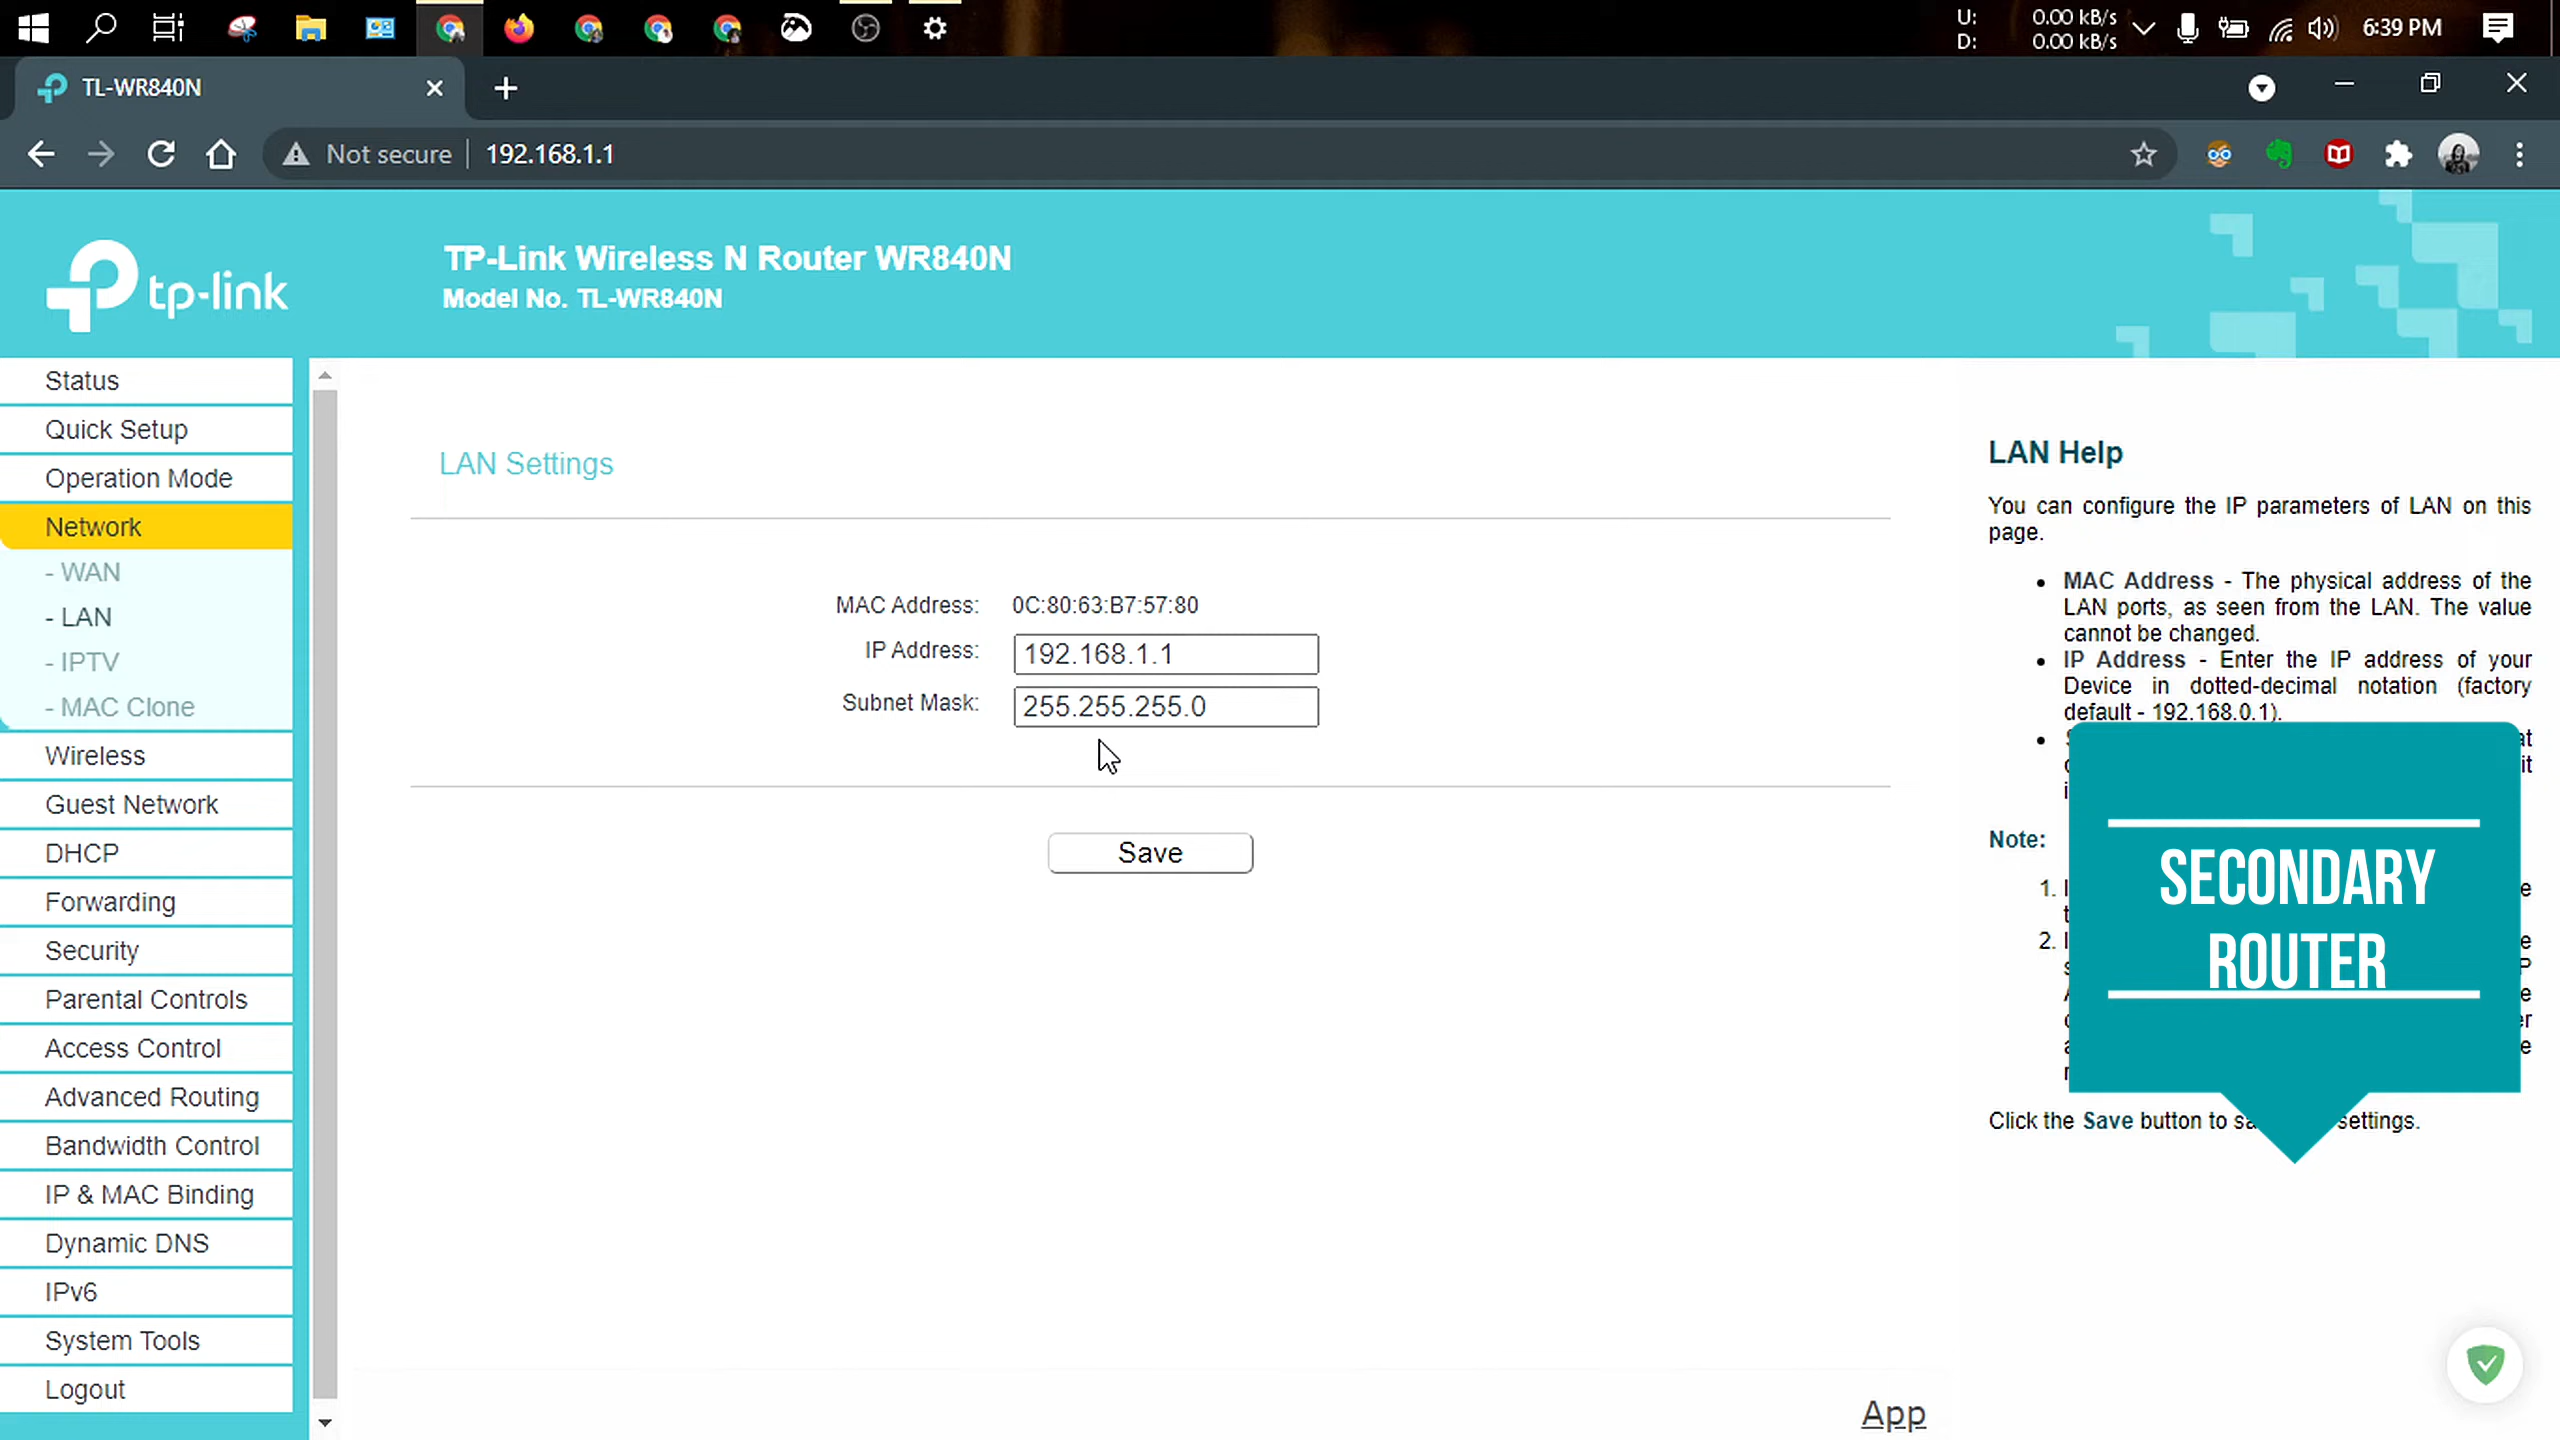 U: 0.00 kB/s
D: 0.00 kB/s
6:39 PM
TL-WR840N
Not secure
192.168.1.1
tp-link
TP-Link Wireless N Router WR840N
Model No. TL-WR840N
Status
Quick Setup
Operation Mode
Network
- WAN
- LAN
- IPTV
- MAC Clone
Wireless
Guest Network
DHCP
Forwarding
Security
Parental Controls
Access Control
Advanced Routing
Bandwidth Control
IP & MAC Binding
Dynamic DNS
IPv6
System Tools
Logout
LAN Settings
MAC Address: 0C:80:63:B7:57:80
IP Address: 192.168.1.1
Subnet Mask: 255.255.255.0
Save
App
LAN Help
You can configure the IP parameters of LAN on this
page.
MAC Address - The physical address of the
LAN ports, as seen from the LAN. The value
cannot be changed.
IP Address - Enter the IP address of your
Device in dotted-decimal notation (factory
default - 192.168.0.1).
Note:
1.
2.
SECONDARY
ROUTER
Click the Save button to settings.